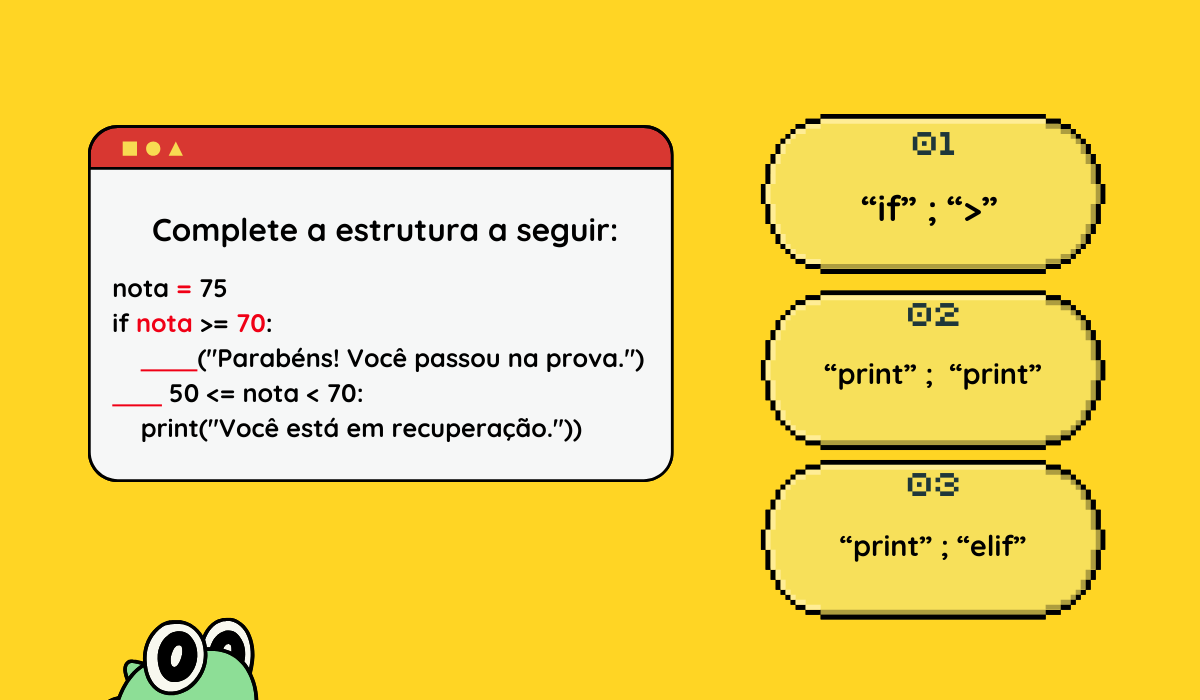 Complete a estrutura a seguir:
nota = 75
if nota >= 70:
____("Parabéns! Você passou na prova.")
____ 50 <= nota < 70:
print("Você está em recuperação."))
01
“if” ; “>”
02
“print” ; “print”
03
“print” ; “elif”